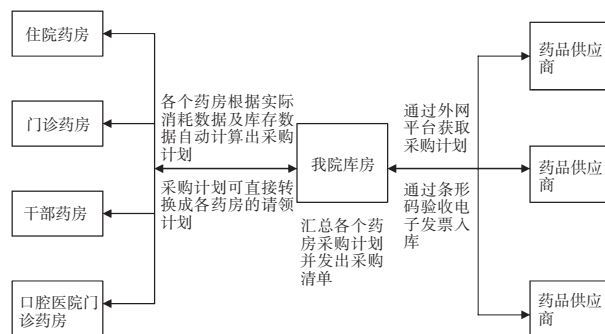 住院药房
门诊药房
干部药房
口腔医院门
诊药房
各个药房根据实际
消耗数据及库存数
据自动计算出采购
计划
采购计划可直接转
换成各药房的请领
计划
我院库房
汇总各个药
房采购计划
并发出采购
清单
通过外网
平台获取
采购计划
通过条形
码验收电
子发票入
库
药品供应
商
药品供应
商
药品供应
商